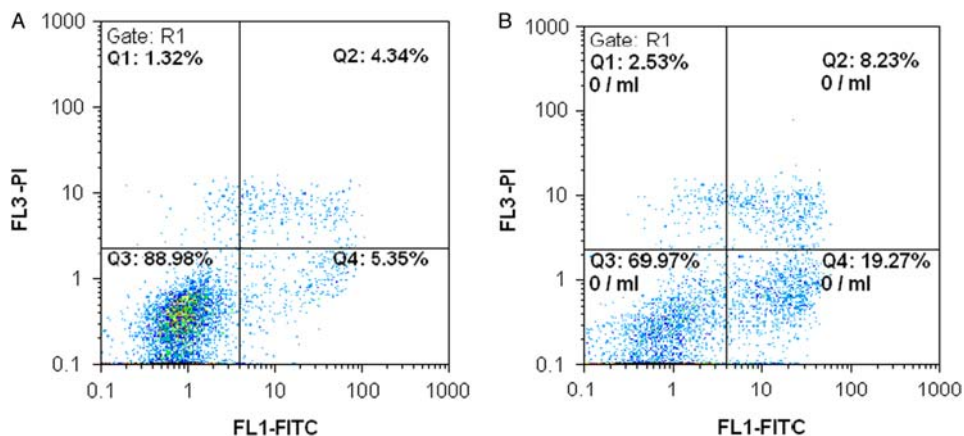 A
1000
100
10
1
0.1
FL3-PI
Gate: R1
Q1: 1.32%
Q2: 4.34%
Q3: 88.98%
Q4: 5.35%
0.1
1
10
100
1000
FL1-FITC
B
1000
100
10
1
0.1
FL3-PI
Gate: R1
Q1: 2.53%
0 / ml
Q2: 8.23%
0 / ml
Q3: 69.97%
0 / ml
Q4: 19.27%
0 / ml
0.1
1
10
100
1000
FL1-FITC